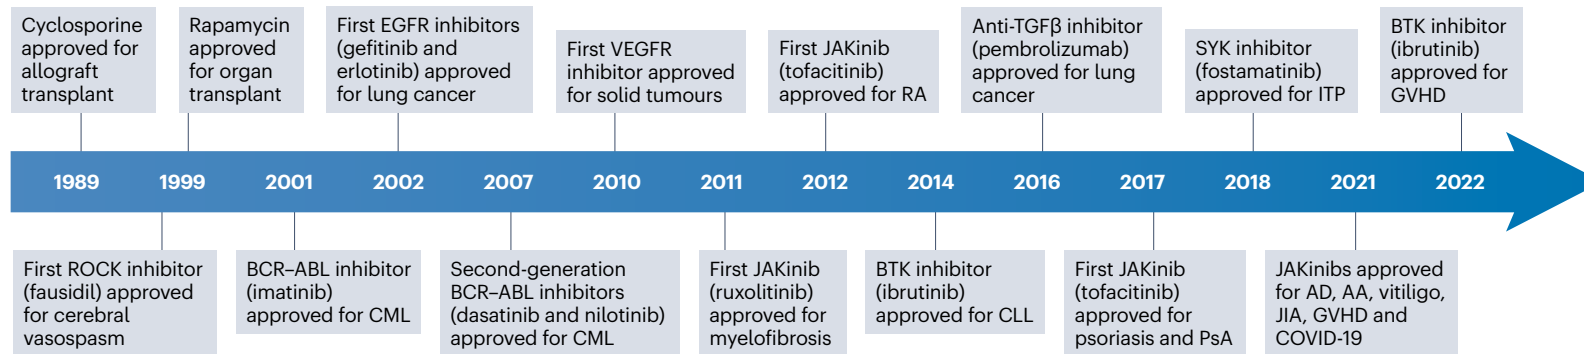 Cyclosporine
approved for
allograft
transplant
Rapamycin
approved
for organ
transplant
First EGFR inhibitors
(gefitinib and
erlotinib) approved
for lung cancer
First VEGFR
inhibitor approved
for solid tumours
First JAKinib
(tofacitinib)
approved for RA
Anti-TGFβ inhibitor
(pembrolizumab)
approved for lung
cancer
SYK inhibitor
(fostamatinib)
approved for ITP
BTK inhibitor
(ibrutinib)
approved for
GVHD
1989 1999 2001 2002 2007 2010 2011 2012 2014 2016 2017 2018 2021 2022
First ROCK inhibitor
(fausidil) approved
for cerebral
vasospasm
BCR–ABL inhibitor
(imatinib)
approved for CML
Second-generation
BCR–ABL inhibitors
(dasatinib and nilotinib)
approved for CML
First JAKinib
(ruxolitinib)
approved for
myelofibrosis
BTK inhibitor
(ibrutinib)
approved for CLL
First JAKinib
(tofacitinib)
approved for
psoriasis and PsA
JAKinibs approved
for AD, AA, vitiligo,
JIA, GVHD and
COVID-19